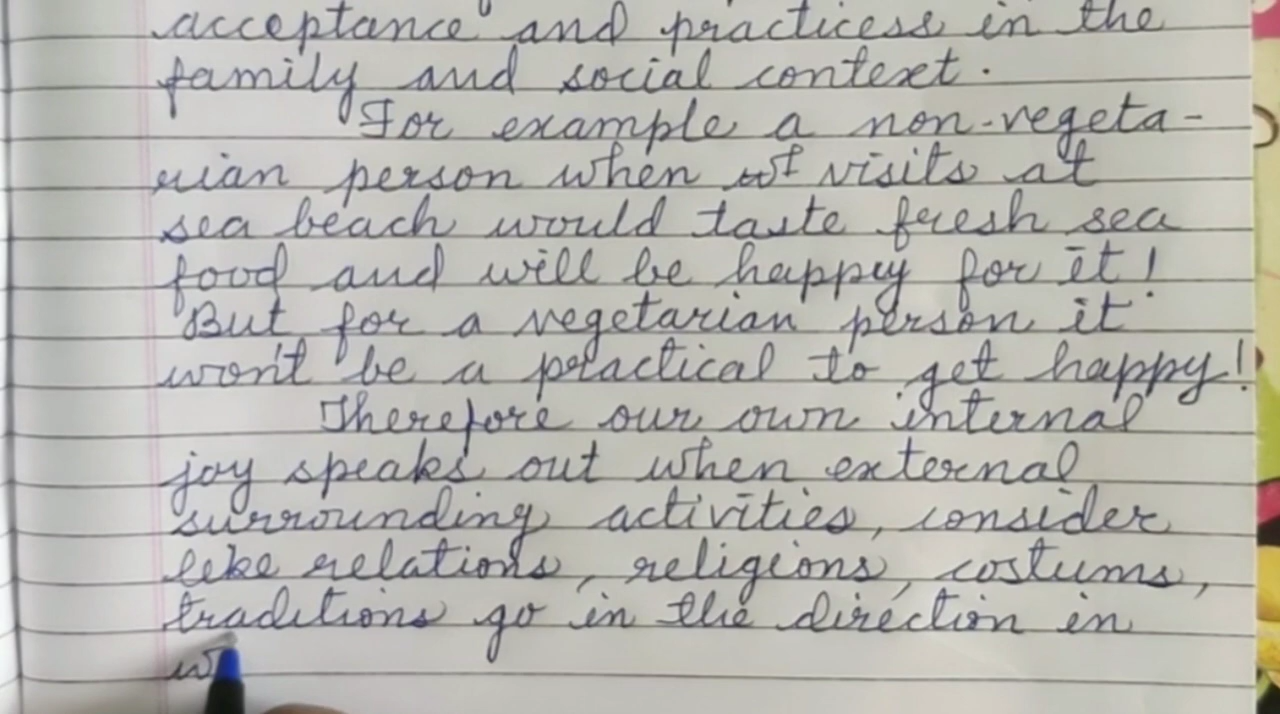 acceptance and practicess in the
family and social context.
For example a non-vegeta-
rian person when visits at
sea beach would taste fresh sea
food and will be happy for it!
But for a vegetarian person it
won't be a practical to get happy!
Therefore our own internal
joy speaks out when external
surrounding activities, consider
like relations, religions, costums,
traditions go in the direction in